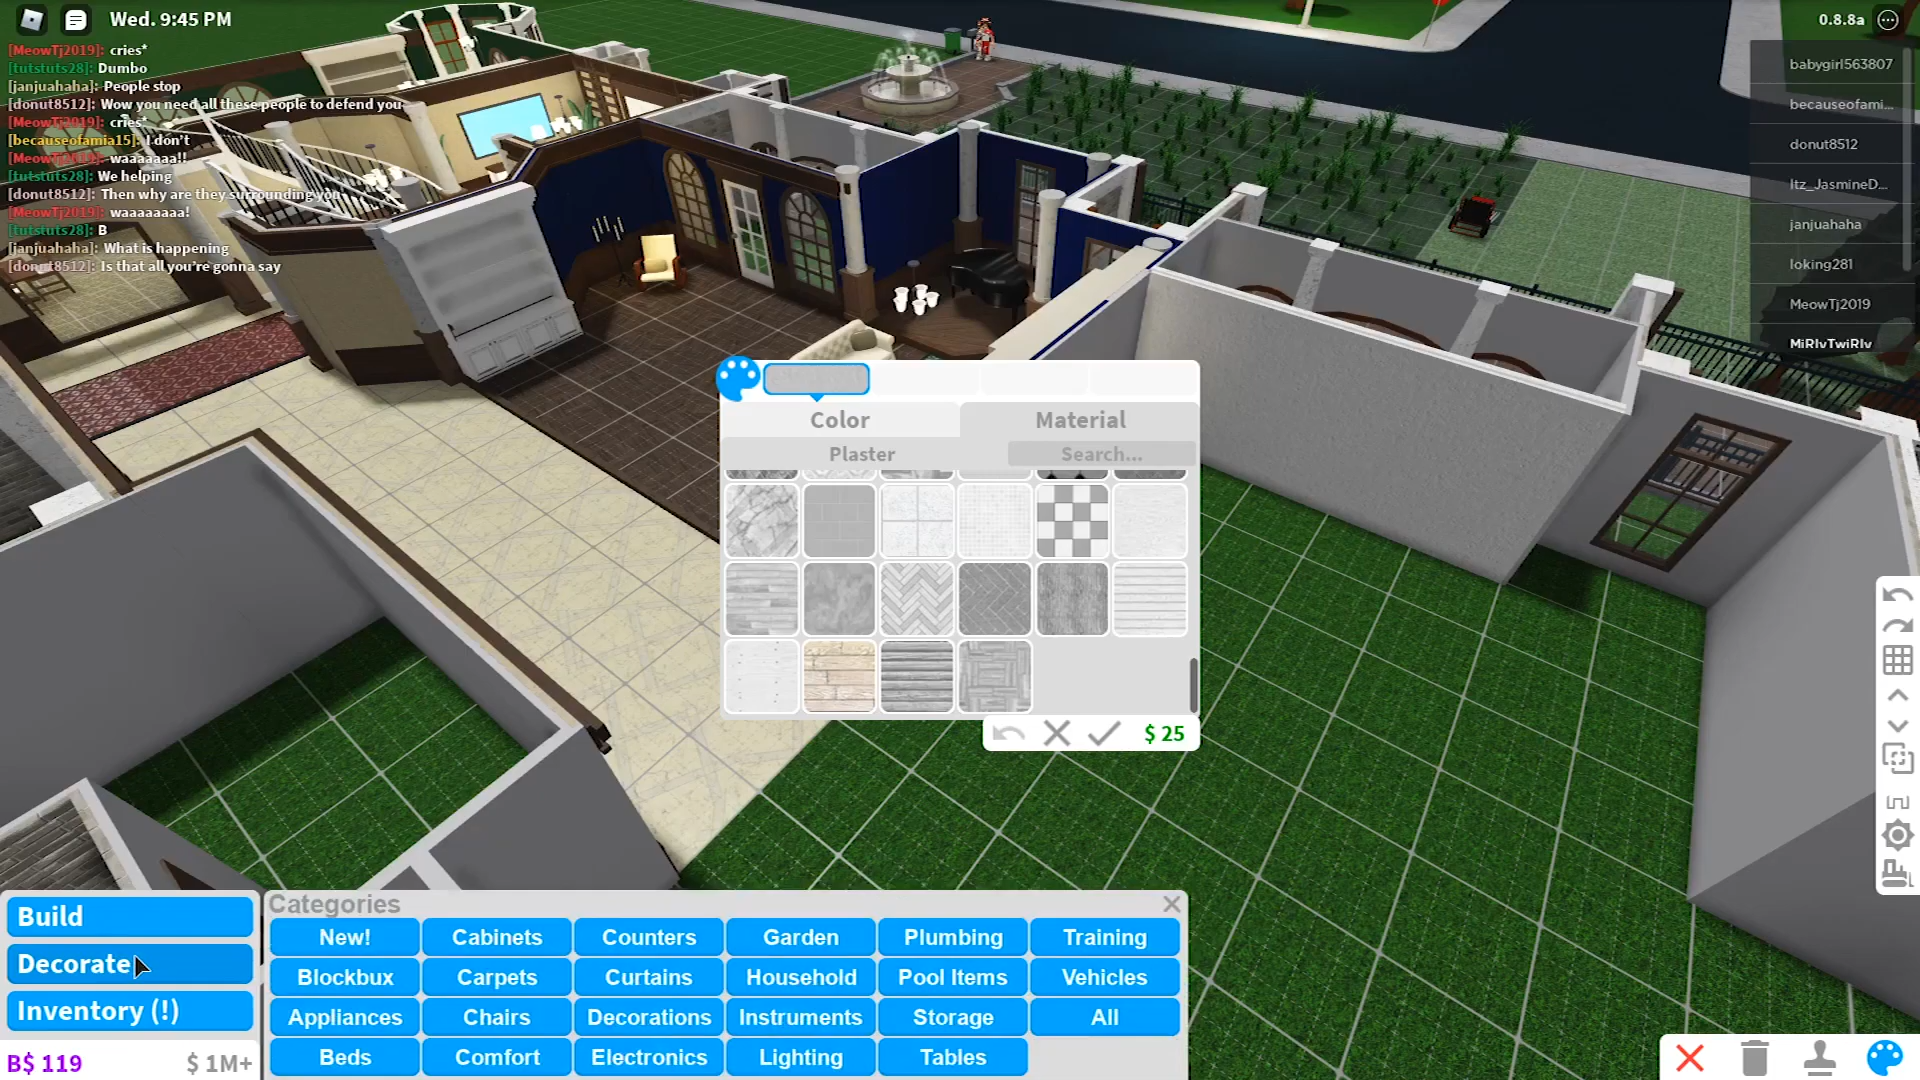 Wed. 9:45 PM
0.8.8a
[MeowTj2019]: cries*
[tutstuts28]: Dumbo
[janjuahaha]: People stop
[donut8512]: Wow you need all these people to defend you
[MeowTj2019]: cries*
[becauseofamia15]: I don't
[MeowTj2019]: waaaaaaa!!
[tutstuts28]: We helping
[donut8512]: Then why are they surrounding you
[MeowTj2019]: waaaaaaaa!
[tutstuts28]: B
[janjuahaha]: What is happening
[donut8512]: Is that all you're gonna say
babygirl563807
becauseofami...
donut8512
Itz_JasmineD...
janjuahaha
loking281
MeowTj2019
MiRIvTwiRIv
Color
Material
Plaster
Search...
$ 25
Build
Decorate
Inventory (!)
B$ 119
$ 1M+
Categories
New!
Cabinets
Counters
Garden
Plumbing
Training
Blockbux
Carpets
Curtains
Household
Pool Items
Vehicles
Appliances
Chairs
Decorations
Instruments
Storage
All
Beds
Comfort
Electronics
Lighting
Tables